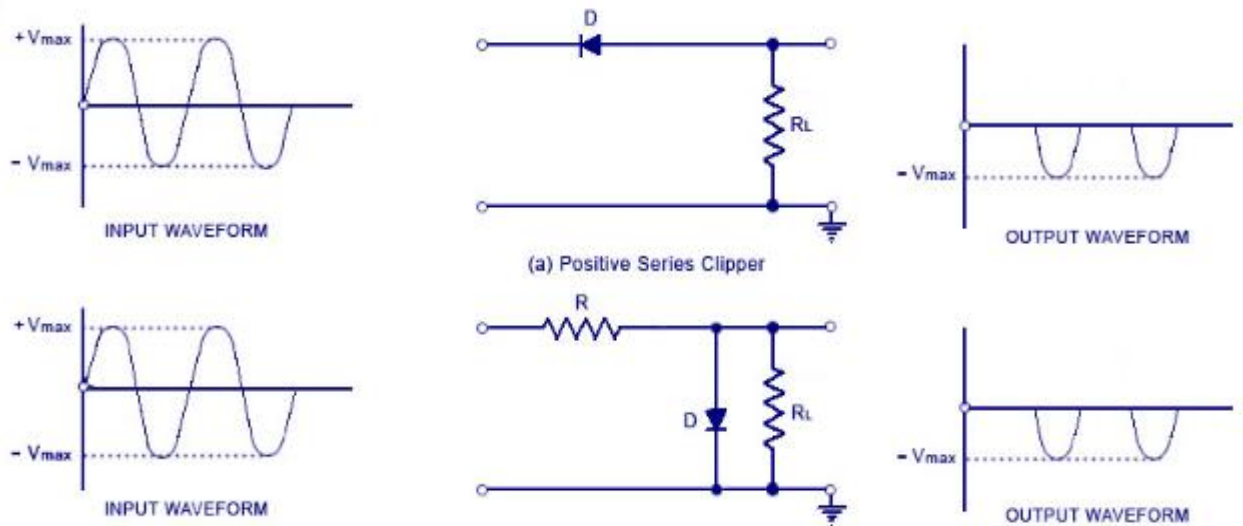 + Vmax
- Vmax
INPUT WAVEFORM
D
RL
(a) Positive Series Clipper
- Vmax
OUTPUT WAVEFORM
+ Vmax
- Vmax
INPUT WAVEFORM
R
D
RL
- Vmax
OUTPUT WAVEFORM